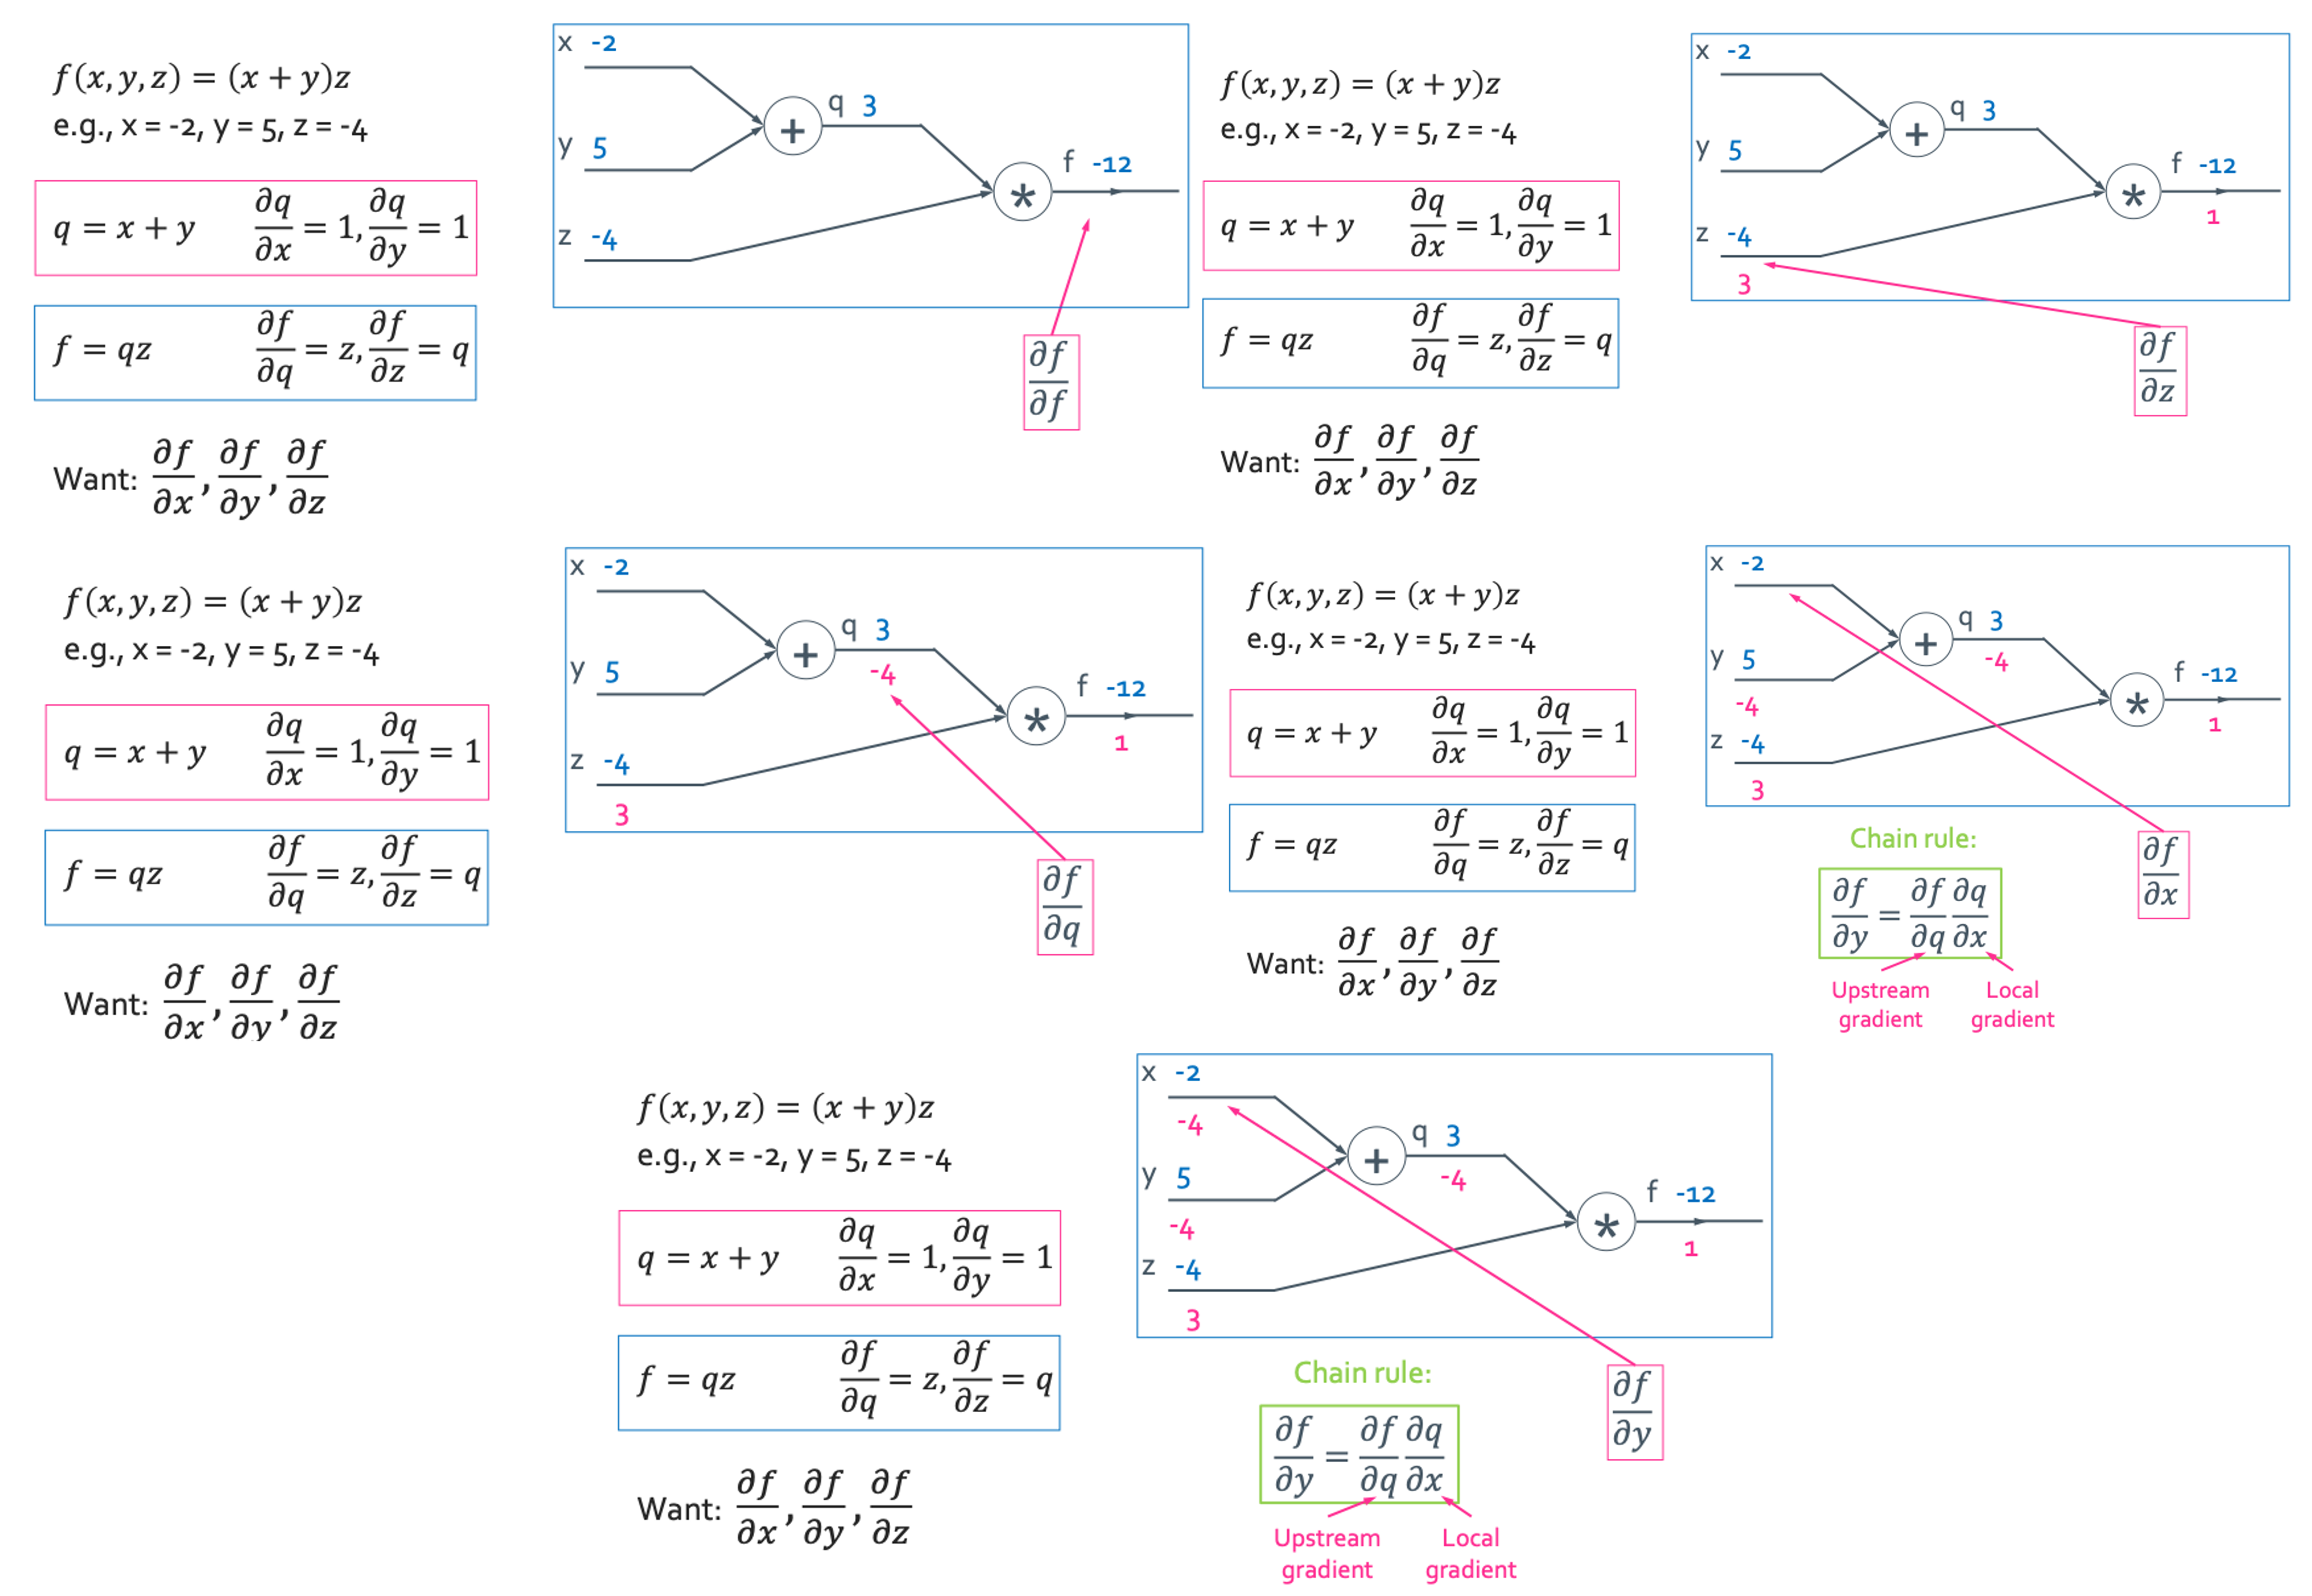 f(x, y, z) = (x + y)z
e.g., x = -2, y = 5, z = -4
q = x + y ∂q/∂x = 1, ∂q/∂y = 1
f = qz ∂f/∂q = z, ∂f/∂z = q
Want: ∂f/∂x, ∂f/∂y, ∂f/∂z
x -2
q 3
y 5
+
f -12
*
z -4
∂f/∂f
f(x, y, z) = (x + y)z
e.g., x = -2, y = 5, z = -4
q = x + y ∂q/∂x = 1, ∂q/∂y = 1
f = qz ∂f/∂q = z, ∂f/∂z = q
Want: ∂f/∂x, ∂f/∂y, ∂f/∂z
x -2
q 3
+
y 5
f -12
*
1
z -4
3
∂f/∂z
f(x, y, z) = (x + y)z
e.g., x = -2, y = 5, z = -4
q = x + y ∂q/∂x = 1, ∂q/∂y = 1
f = qz ∂f/∂q = z, ∂f/∂z = q
Want: ∂f/∂x, ∂f/∂y, ∂f/∂z
x -2
q 3
+
-4
y 5
f -12
*
1
z -4
3
∂f/∂q
f(x, y, z) = (x + y)z
e.g., x = -2, y = 5, z = -4
q = x + y ∂q/∂x = 1, ∂q/∂y = 1
f = qz ∂f/∂q = z, ∂f/∂z = q
Want: ∂f/∂x, ∂f/∂y, ∂f/∂z
x -2
q 3
+
-4
y 5
-4
f -12
*
1
z -4
3
Chain rule:
∂f/∂y = ∂f/∂q ∂q/∂x
Upstream gradient
Local gradient
∂f/∂x
f(x, y, z) = (x + y)z
e.g., x = -2, y = 5, z = -4
q = x + y ∂q/∂x = 1, ∂q/∂y = 1
f = qz ∂f/∂q = z, ∂f/∂z = q
Want: ∂f/∂x, ∂f/∂y, ∂f/∂z
x -2
-4
q 3
+
-4
y 5
-4
f -12
*
1
z -4
3
Chain rule:
∂f/∂y = ∂f/∂q ∂q/∂x
Upstream gradient
Local gradient
∂f/∂y